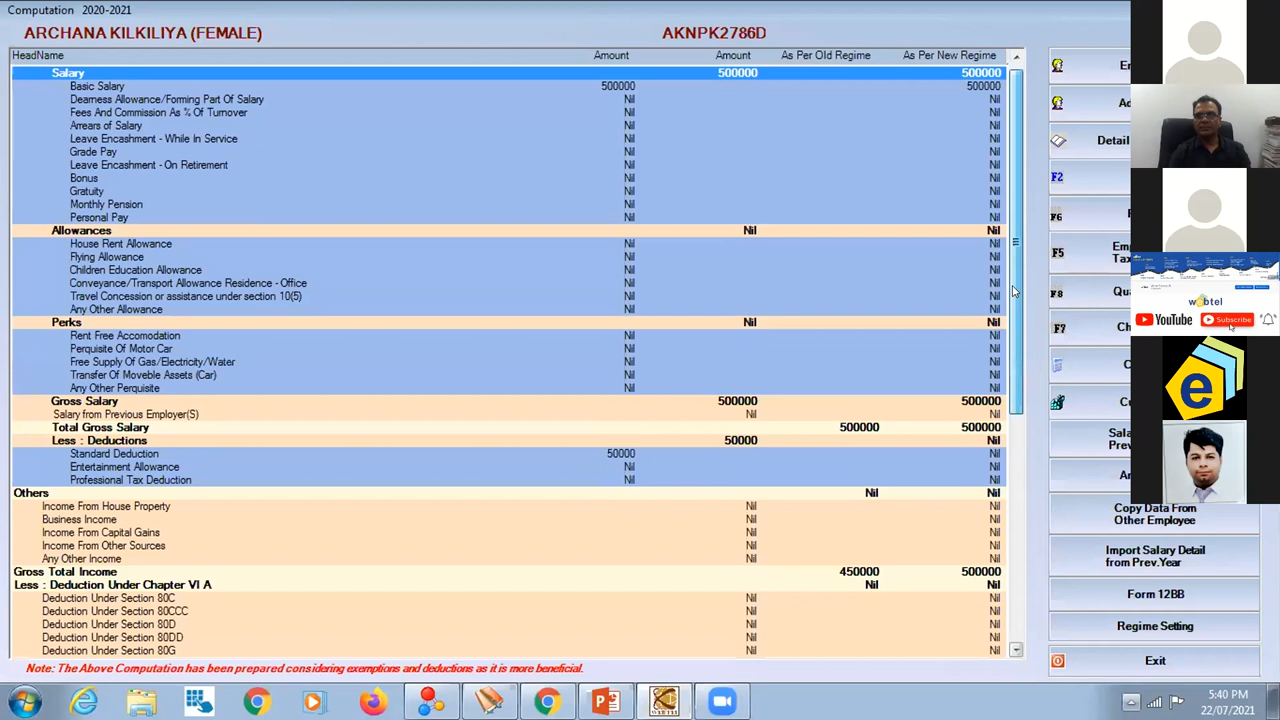 Computation 2020-2021
ARCHANA KILKILIYA (FEMALE) AKNPK2786D
HeadName Amount Amount As Per Old Regime As Per New Regime
Salary 500000 500000
Basic Salary 500000 500000
Dearness Allowance/Forming Part Of Salary Nil Nil
Fees And Commission As % Of Turnover Nil Nil
Arrears of Salary Nil Nil
Leave Encashment - While In Service Nil Nil
Grade Pay Nil Nil
Leave Encashment - On Retirement Nil Nil
Bonus Nil Nil
Gratuity Nil Nil
Monthly Pension Nil Nil
Personal Pay Nil Nil
Allowances Nil Nil
House Rent Allowance Nil Nil
Flying Allowance Nil Nil
Children Education Allowance Nil Nil
Conveyance/Transport Allowance Residence - Office Nil Nil
Travel Concession or assistance under section 10(5) Nil Nil
Any Other Allowance Nil Nil
Perks Nil Nil
Rent Free Accomodation Nil Nil
Perquisite Of Motor Car Nil Nil
Free Supply Of Gas/Electricity/Water Nil Nil
Transfer Of Moveble Assets (Car) Nil Nil
Any Other Perquisite Nil Nil
Gross Salary 500000 500000
Salary from Previous Employer(S) Nil Nil
Total Gross Salary 500000 500000
Less : Deductions 50000 Nil
Standard Deduction 50000 Nil
Entertainment Allowance Nil Nil
Professional Tax Deduction Nil Nil
Others Nil Nil
Income From House Property Nil Nil
Business Income Nil Nil
Income From Capital Gains Nil Nil
Income From Other Sources Nil Nil
Any Other Income Nil Nil
Gross Total Income 450000 500000
Less : Deduction Under Chapter VI A Nil Nil
Deduction Under Section 80C Nil Nil
Deduction Under Section 80CCC Nil Nil
Deduction Under Section 80D Nil Nil
Deduction Under Section 80DD Nil Nil
Deduction Under Section 80G Nil Nil
Note: The Above Computation has been prepared considering exemptions and deductions as it is more beneficial.
Detail
F2
F6
F5
F8
F7
Copy Data From
Other Employee
Import Salary Detail
from Prev.Year
Form 12BB
Regime Setting
Exit
webtel
YouTube Subscribe
e
5:40 PM
22/07/2021